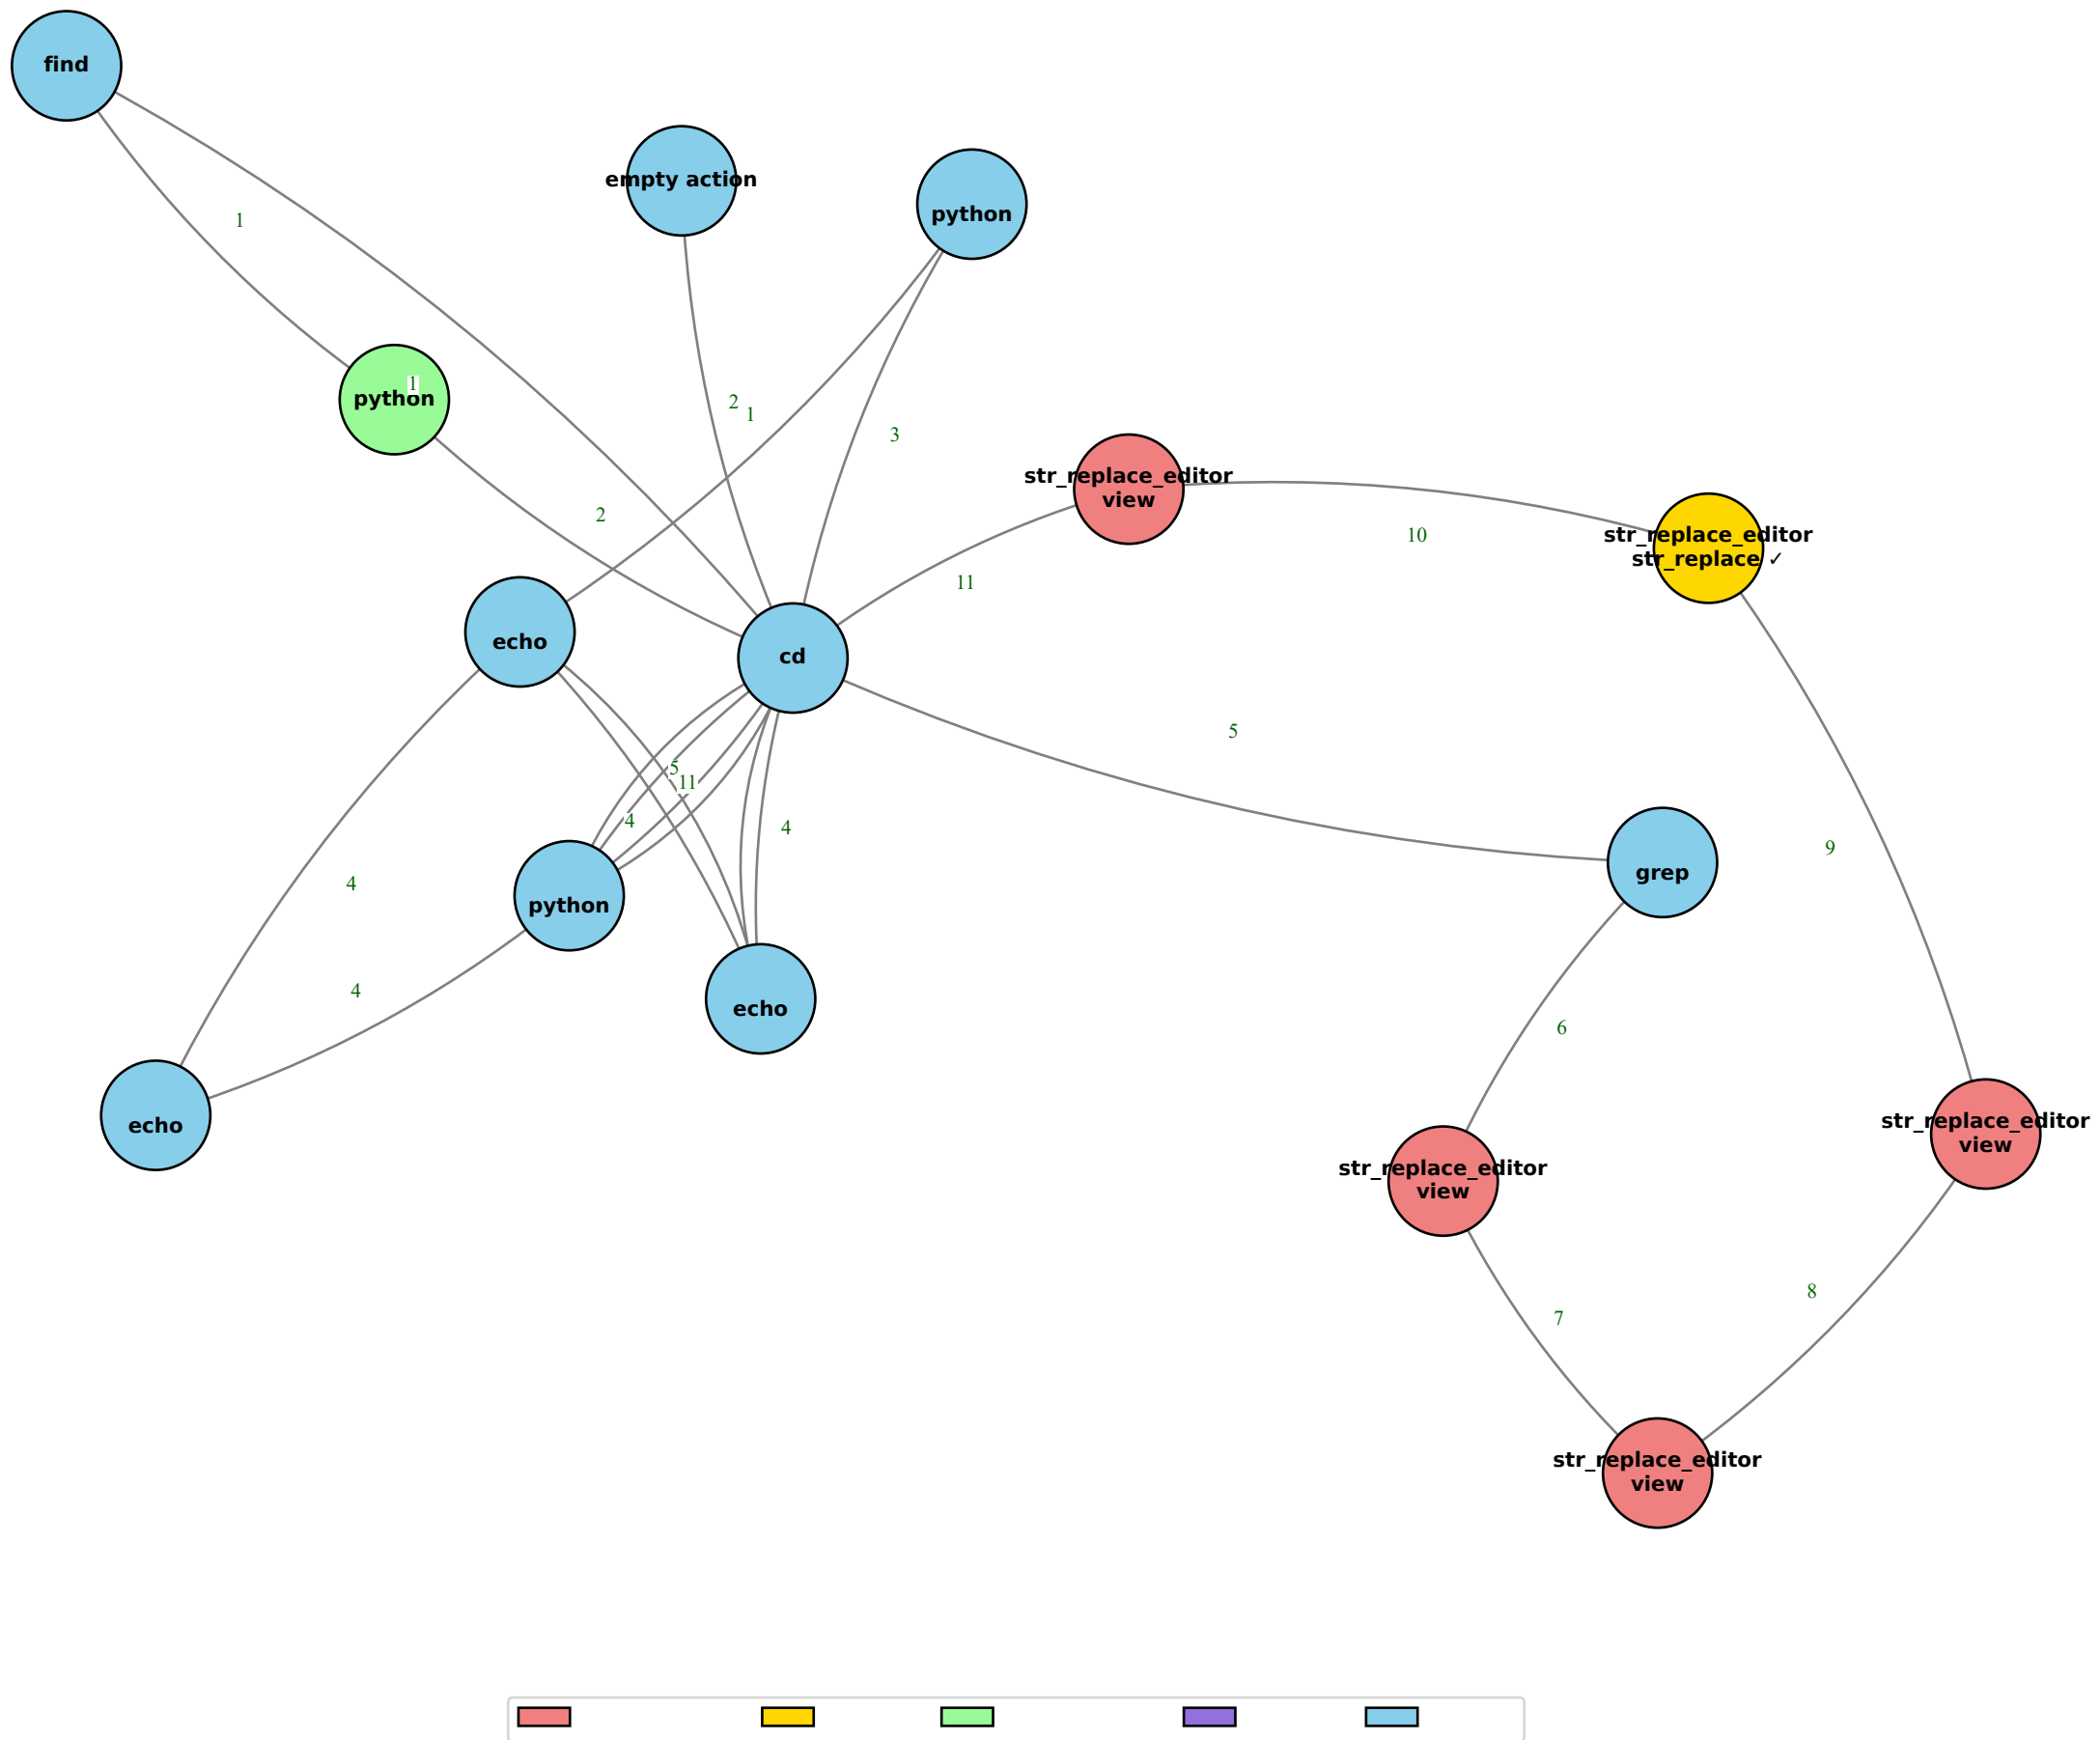 find
empty action
python
1
1
python
2
1
3
str_replace_editor
view
2
10
str_replace_editor
str_replace ✓
11
echo
cd
5
5
11
4
4
9
4
grep
python
4
echo
6
echo
str_replace_editor
view
str_replace_editor
view
8
7
str_replace_editor
view